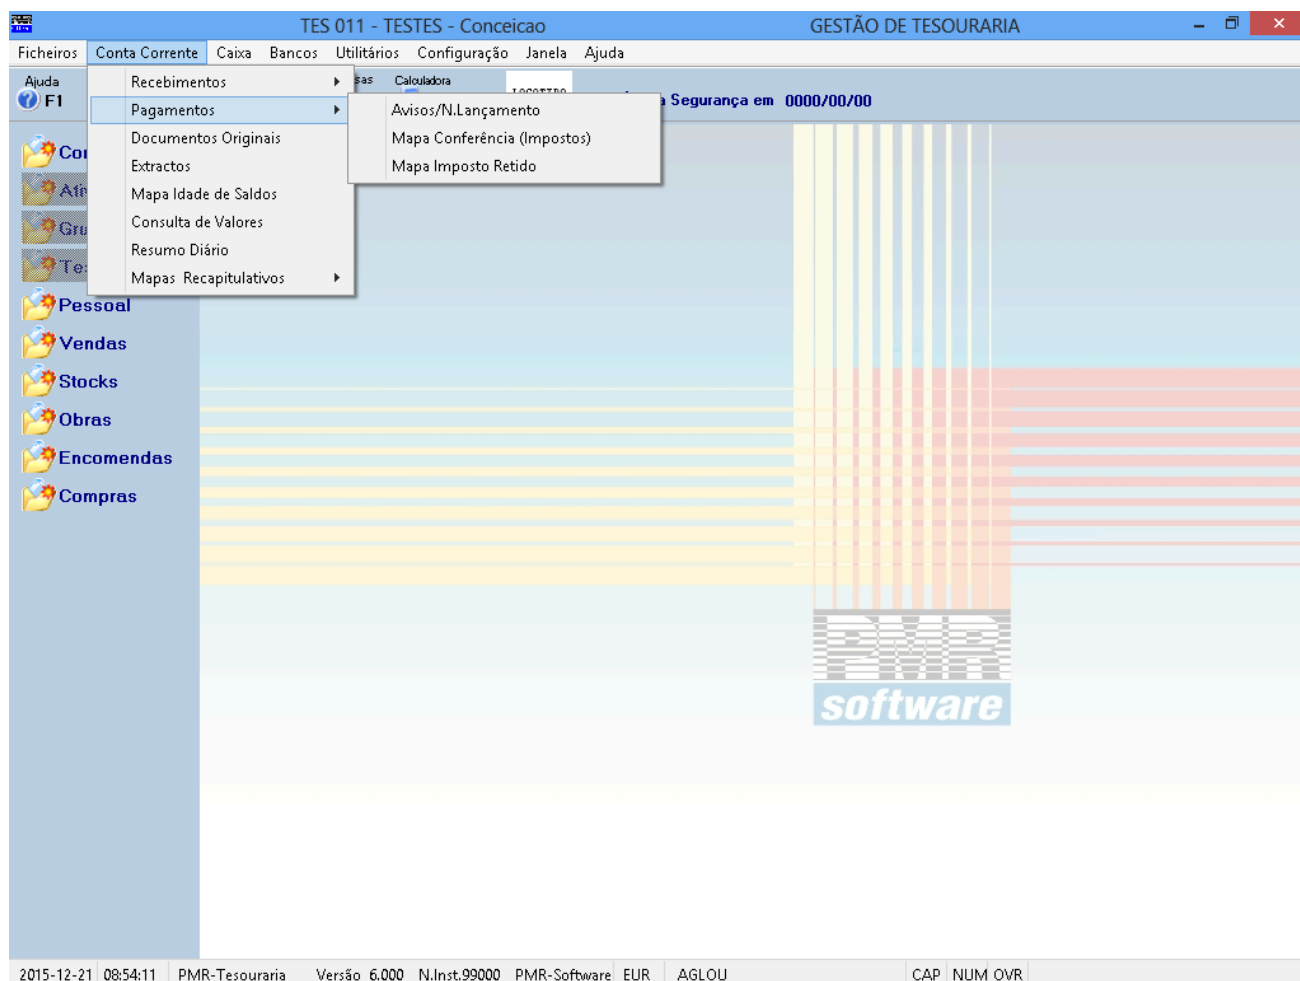 TES 011 - TESTES - Conceicao GESTÃO DE TESOURARIA
Ficheiros Conta Corrente Caixa Bancos Utilitários Configuração Janela Ajuda
Ajuda Calculadora
F1
Segurança em 0000/00/00
Recebimentos
Pagamentos
Documentos Originais
Extractos
Mapa Idade de Saldos
Consulta de Valores
Resumo Diário
Mapas Recapitulativos
Avisos/N.Lançamento
Mapa Conferência (Impostos)
Mapa Imposto Retido
Pessoal
Vendas
Stocks
Obras
Encomendas
Compras
PMR
software
2015-12-21 08:54:11 PMR-Tesouraria Versão 6.000 N.Inst.99000 PMR-Software EUR AGLOU CAP NUM OVR